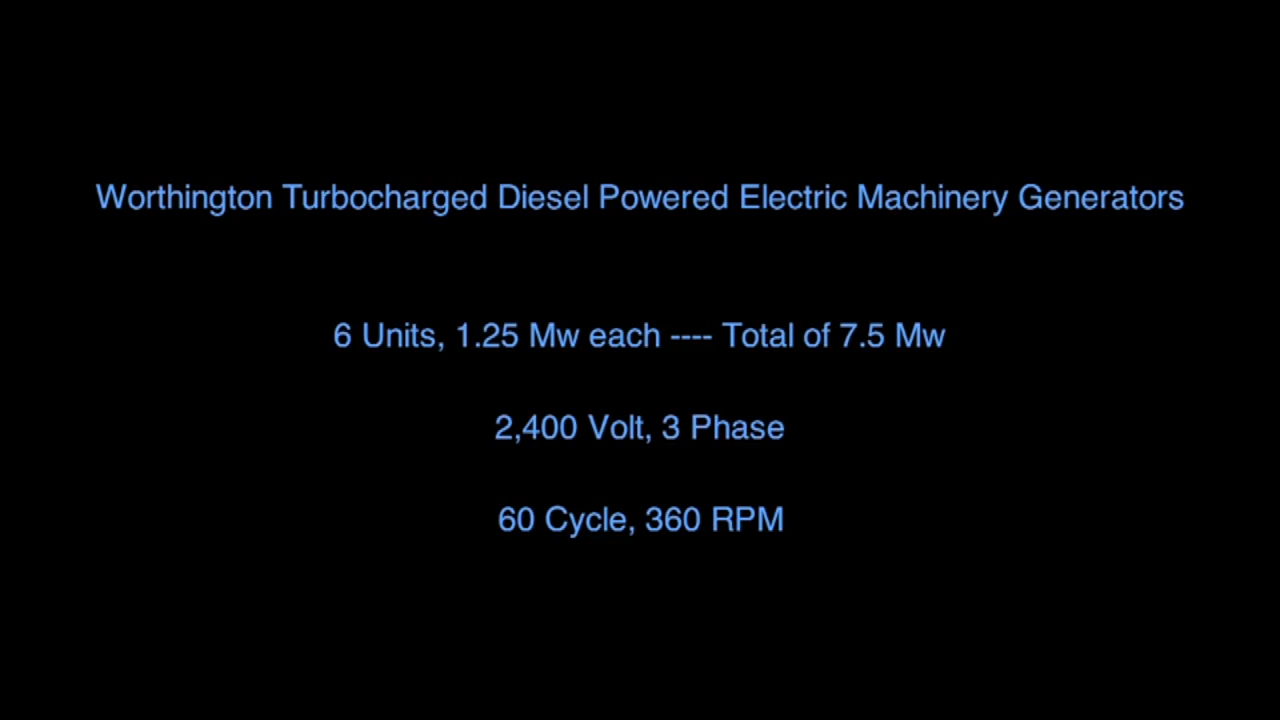 Worthington Turbocharged Diesel Powered Electric Machinery Generators
6 Units, 1.25 Mw each ---- Total of 7.5 Mw
2,400 Volt, 3 Phase
60 Cycle, 360 RPM